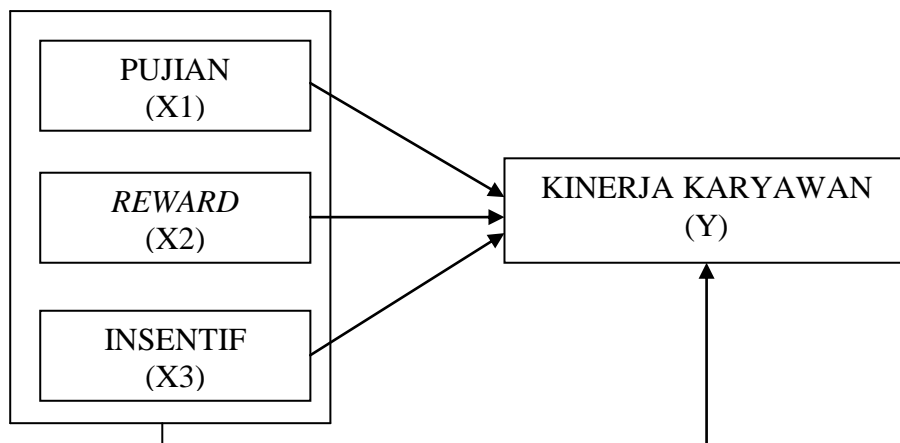 PUJIAN
(X1)
REWARD
(X2)
INSENTIF
(X3)
KINERJA KARYAWAN
(Y)